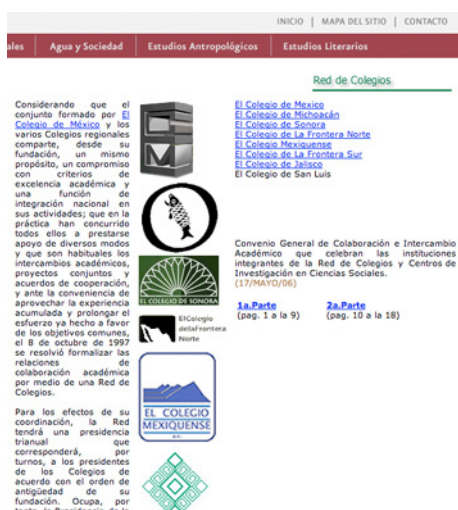 INICIO | MAPA DEL SITIO | CONTACTO
ales Agua y Sociedad Estudios Antropológicos Estudios Literarios
Red de Colegios
Considerando que el
conjunto formado por El
Colegio de México y los
varios Colegios regionales
comparte, desde su
fundación, un mismo
propósito, un compromiso
con criterios de
excelencia académica y
una función de
integración nacional en
sus actividades; que en la
práctica han concurrido
todos ellos a prestarse
apoyo de diversos modos
y que son habituales los
intercambios académicos,
proyectos conjuntos y
acuerdos de cooperación,
y ante la conveniencia de
aprovechar la experiencia
acumulada y prolongar el
esfuerzo ya hecho a favor
de los objetivos comunes,
el 8 de octubre de 1997
se resolvió formalizar las
relaciones de
colaboración académica
por medio de una Red de
Colegios.
Para los efectos de su
coordinación, la Red
tendrá una presidencia
trianual que
corresponderá, por
turnos, a los presidentes
de los Colegios de
acuerdo con el orden de
antigüedad de su
fundación. Ocupa, por
tanto, la Presidencia de la
EL COLEGIO DE SONORA
ElColegio
delaFrontera
Norte
EL COLEGIO
MEXIQUENSE
A.C.
El Colegio de Mexico
El Colegio de Michoacán
El Colegio de Sonora
El Colegio de La Frontera Norte
El Colegio Mexiquense
El Colegio de La Frontera Sur
El Colegio de Jalisco
El Colegio de San Luis
Convenio General de Colaboración e Intercambio
Académico que celebran las instituciones
integrantes de la Red de Colegios y Centros de
Investigación en Ciencias Sociales.
(17/MAYO/06)
1a.Parte 2a.Parte
(pag. 1 a la 9) (pag. 10 a la 18)